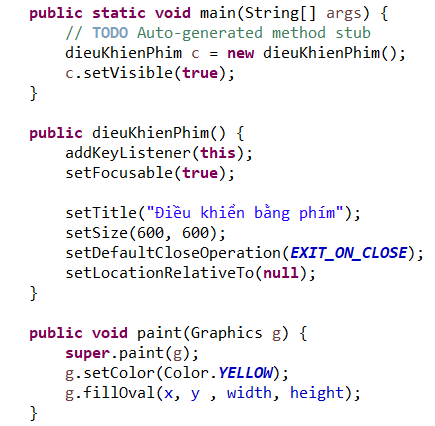 public static void main(String[] args) {
// TODO Auto-generated method stub
dieuKhienPhim c = new dieuKhienPhim();
c.setVisible(true);
}
public dieuKhienPhim() {
addKeyListener(this);
setFocusable(true);
setTitle("Điều khiển bằng phím");
setSize(600, 600);
setDefaultCloseOperation(EXIT_ON_CLOSE);
setLocationRelativeTo(null);
}
public void paint(Graphics g) {
super.paint(g);
g.setColor(Color.YELLOW);
g.fillOval(x, y , width, height);
}